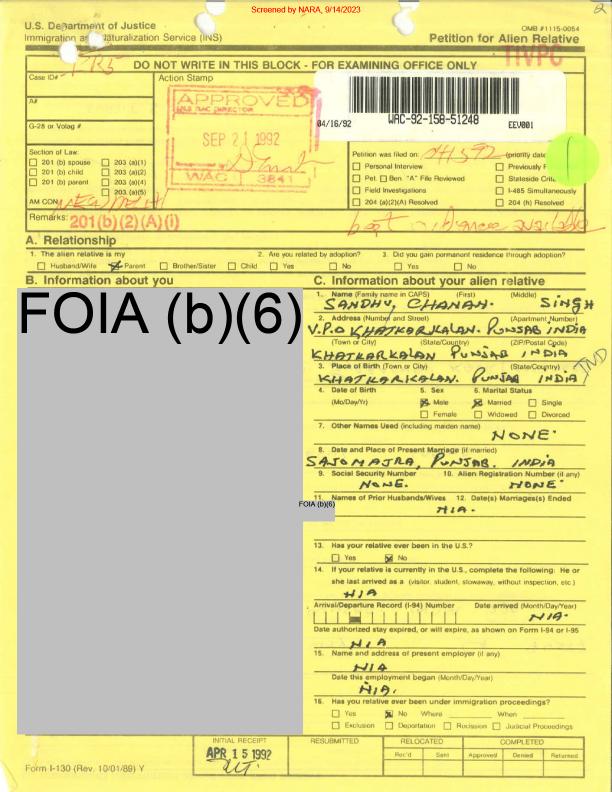 Screened by NARA, 9/14/2023
2
U.S. Department of Justice
Immigration and Naturalization Service (INS)
OMB #1115-0054
Petition for Alien Relative
TIVPC
DO NOT WRITE IN THIS BLOCK - FOR EXAMINING OFFICE ONLY
Case ID#
Action Stamp
A#
G-28 or Volag #
APPROVED
SEP 21 1992
WAC 3841
04/16/92 WAC-92-158-51248 EEV001
Section of Law:
201 (b) spouse 203 (a)(1)
201 (b) child 203 (a)(2)
201 (b) parent 203 (a)(4)
203 (a)(5)
AM CON:
Petition was filed on: (priority date
Personal Interview Previously F
Pet. Ben. "A" File Reviewed Stateside Crite
Field Investigations I-485 Simultaneously
204 (a)(2)(A) Resolved 204 (h) Resolved
Remarks: 201(b)(2)(A)(i)
best available
A. Relationship
1. The alien relative is my 2. Are you related by adoption? 3. Did you gain permanent residence through adoption?
Husband/Wife Parent Brother/Sister Child Yes No Yes No
B. Information about you
FOIA (b)(6)
C. Information about your alien relative
1. Name (Family name in CAPS) (First) (Middle)
SANDHU, CHANAN. SINGH
2. Address (Number and Street) (Apartment Number)
V.P.O KHATKARKALAN. PUNJAB INDIA
(Town or City) (State/Country) (ZIP/Postal Code)
KHATKARKALAN PUNJAB INDIA
3. Place of Birth (Town or City) (State/Country)
KHATKARKALAN. PUNJAB INDIA
IND
4. Date of Birth 5. Sex 6. Marital Status
(Mo/Day/Yr) Male Married Single
Female Widowed Divorced
7. Other Names Used (including maiden name)
NONE
8. Date and Place of Present Marriage (if married)
SAJOMAJRA, PUNJAB. INDIA
9. Social Security Number 10. Alien Registration Number (if any)
NONE. NONE
11. Names of Prior Husbands/Wives 12. Date(s) Marriages(s) Ended
FOIA (b)(6)
N/A.
13. Has your relative ever been in the U.S.?
Yes No
14. If your relative is currently in the U.S., complete the following: He or
she last arrived as a (visitor, student, stowaway, without inspection, etc.)
N/A
Arrival/Departure Record (I-94) Number Date arrived (Month/Day/Year)
N/A.
Date authorized stay expired, or will expire, as shown on Form I-94 or I-95
N/A
15. Name and address of present employer (if any)
N/A
Date this employment began (Month/Day/Year)
N/A.
16. Has your relative ever been under immigration proceedings?
Yes No Where When
Exclusion Deportation Recission Judicial Proceedings
INITIAL RECEIPT RESUBMITTED RELOCATED COMPLETED
Rec'd Sent Approved Denied Returned
APR 15 1992
Form I-130 (Rev. 10/01/89) Y